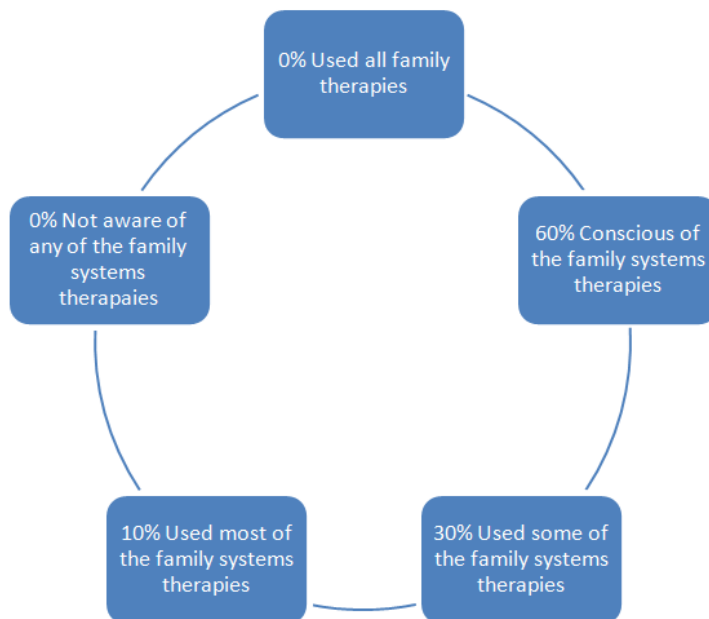 0% Used all family
therapies
60% Conscious of
the family systems
therapies
30% Used some of
the family systems
therapies
10% Used most of
the family systems
therapies
0% Not aware of
any of the family
systems
therapaies